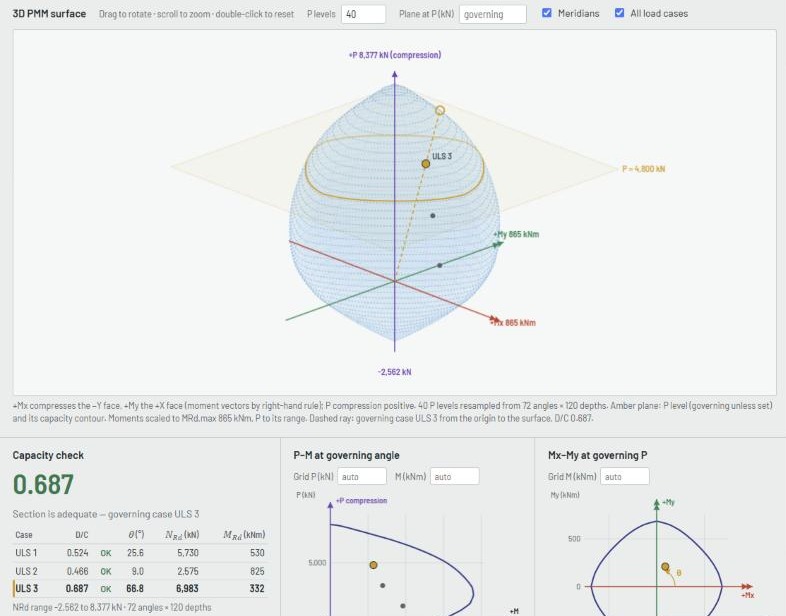 3D PMM surface Drag to rotate · scroll to zoom · double-click to reset P levels 40 Plane at P (kN) governing Meridians All load cases
+P 8,377 kN (compression)
ULS 3
P = 4,800 kN
+My 865 kNm
+Mx 865 kNm
-2,562 kN
+Mx compresses the −Y face, +My the +X face (moment vectors by right-hand rule); P compression positive. 40 P levels resampled from 72 angles × 120 depths. Amber plane: P level (governing unless set)
and its capacity contour. Moments scaled to MRd,max 865 kNm, P to its range. Dashed ray: governing case ULS 3 from the origin to the surface, D/C 0.687.
Capacity check
0.687
Section is adequate — governing case ULS 3
Case D/C θ(°) N_Rd (kN) M_Rd (kNm)
ULS 1 0.524 OK 25.6 5,730 530
ULS 2 0.466 OK 9.0 2,575 825
ULS 3 0.687 OK 66.8 6,983 332
NRd range −2,562 to 8,377 kN · 72 angles × 120 depths
P-M at governing angle
Grid P (kN) auto M (kNm) auto
P (kN)
+P compression
5,000
+M
Mx-My at governing P
Grid M (kNm) auto
My (kNm)
+My
500
θ
0
+Mx